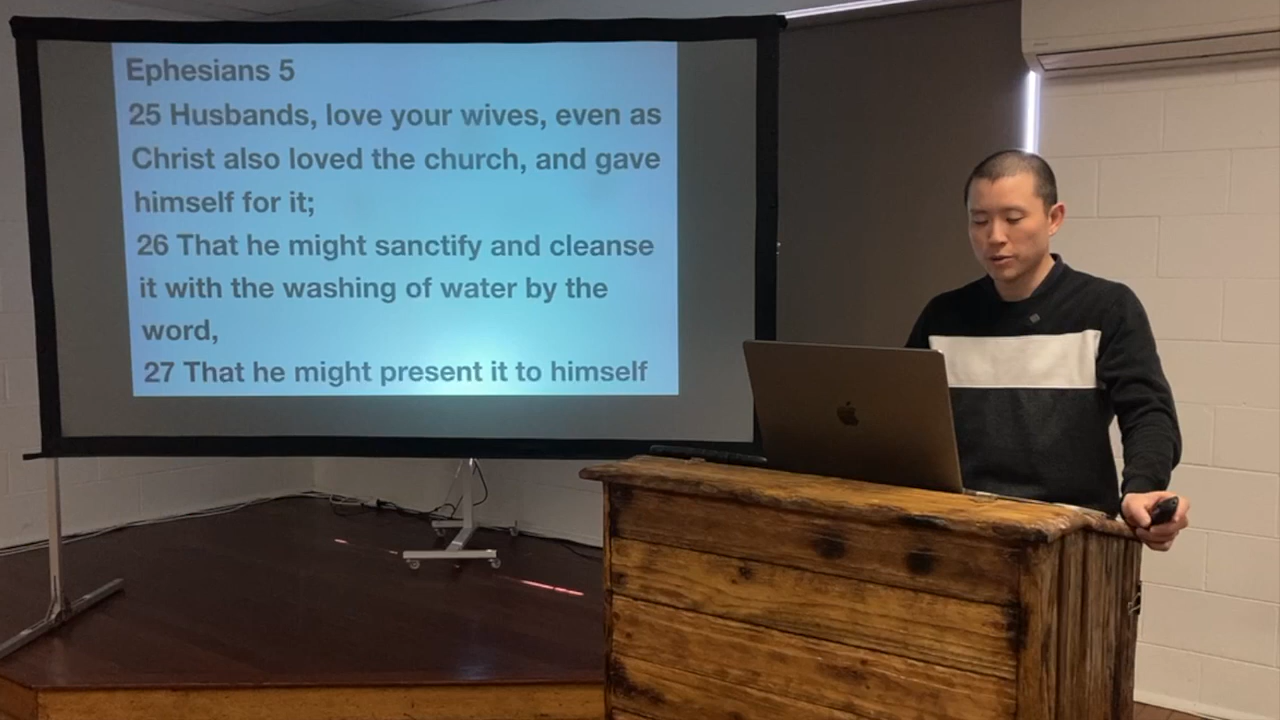 Ephesians 5
25 Husbands, love your wives, even as
Christ also loved the church, and gave
himself for it;
26 That he might sanctify and cleanse
it with the washing of water by the
word,
27 That he might present it to himself